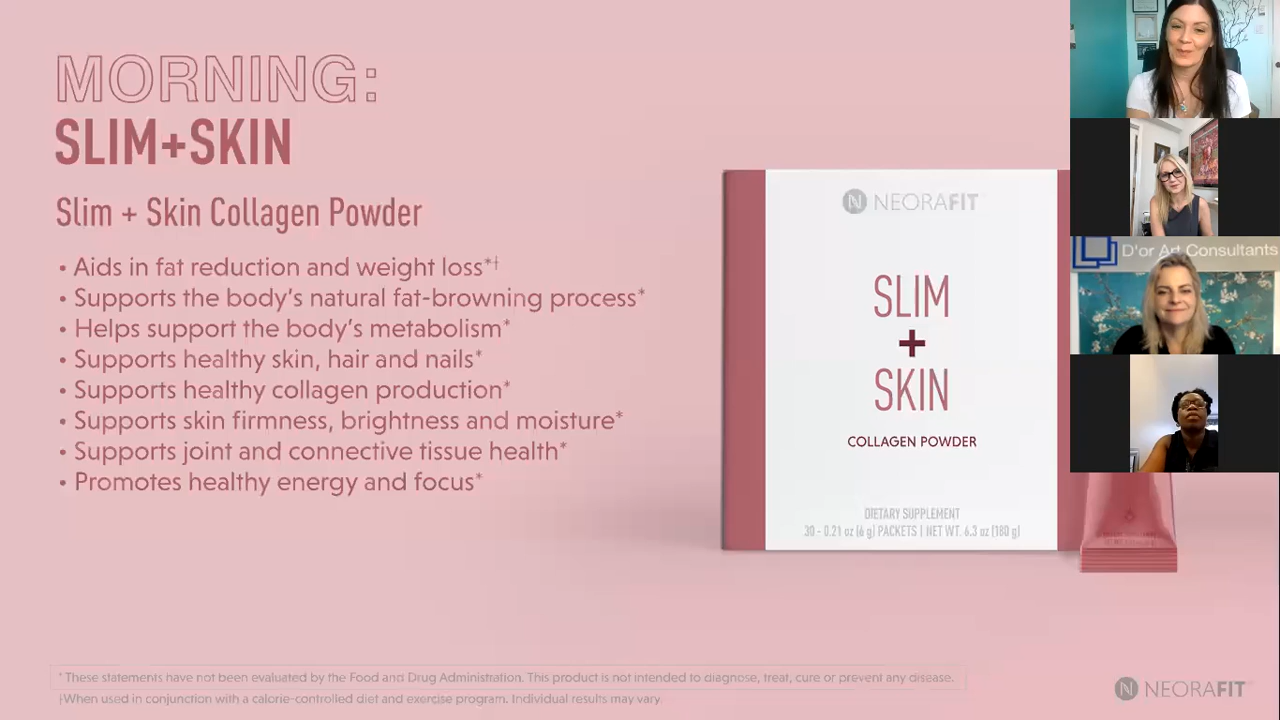 MORNING:
SLIM+SKIN
Slim + Skin Collagen Powder
• Aids in fat reduction and weight loss*†
• Supports the body's natural fat-browning process*
• Helps support the body's metabolism*
• Supports healthy skin, hair and nails*
• Supports healthy collagen production*
• Supports skin firmness, brightness and moisture*
• Supports joint and connective tissue health*
• Promotes healthy energy and focus*
N NEORAFIT
SLIM
+
SKIN
COLLAGEN POWDER
DIETARY SUPPLEMENT
30 - 0.21 oz (6 g) PACKETS | NET WT. 6.3 oz (180 g)
D'or Art Consultants
* These statements have not been evaluated by the Food and Drug Administration. This product is not intended to diagnose, treat, cure or prevent any disease.
†When used in conjunction with a calorie-controlled diet and exercise program. Individual results may vary.
N NEORAFIT